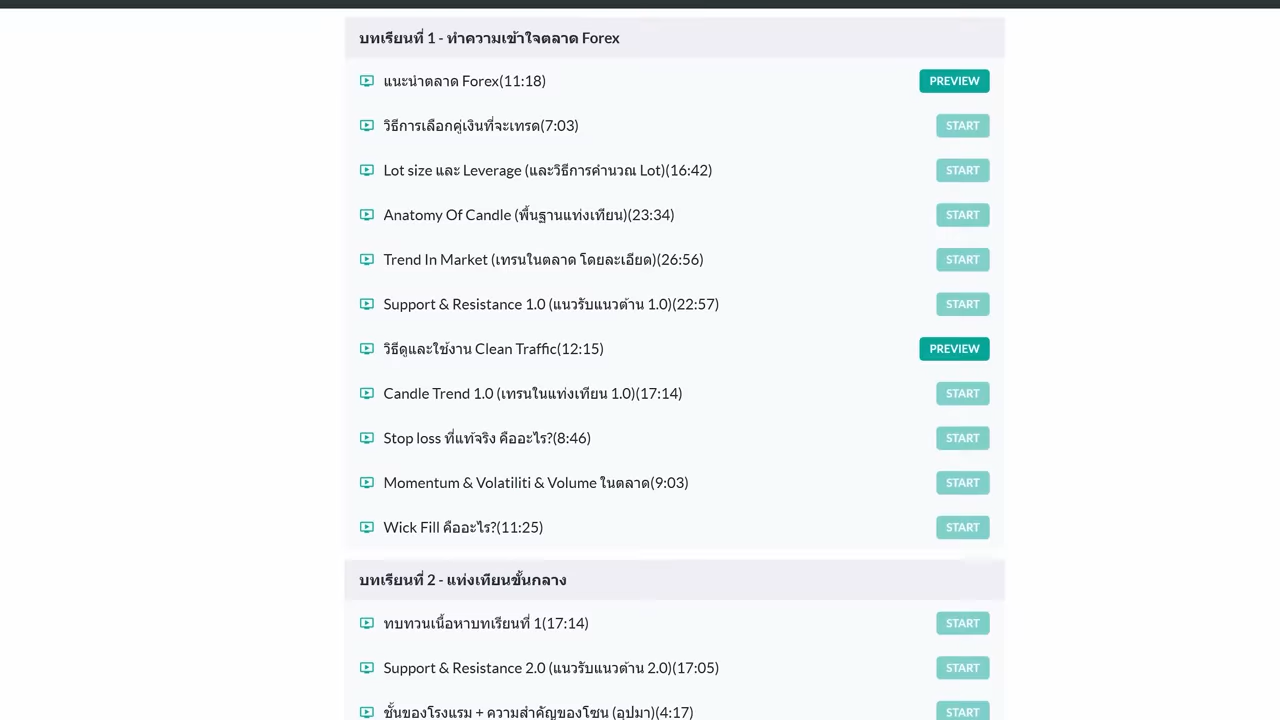 บทเรียนที่ 1 - ทำความเข้าใจตลาด Forex
แนะนำตลาด Forex(11:18) PREVIEW
วิธีการเลือกคู่เงินที่จะเทรด(7:03) START
Lot size และ Leverage (และวิธีการคำนวณ Lot)(16:42) START
Anatomy Of Candle (พื้นฐานแท่งเทียน)(23:34) START
Trend In Market (เทรนในตลาด โดยละเอียด)(26:56) START
Support & Resistance 1.0 (แนวรับแนวต้าน 1.0)(22:57) START
วิธีดูและใช้งาน Clean Traffic(12:15) PREVIEW
Candle Trend 1.0 (เทรนในแท่งเทียน 1.0)(17:14) START
Stop loss ที่แท้จริง คืออะไร?(8:46) START
Momentum & Volatiliti & Volume ในตลาด(9:03) START
Wick Fill คืออะไร?(11:25) START
บทเรียนที่ 2 - แท่งเทียนขั้นกลาง
ทบทวนเนื้อหาบทเรียนที่ 1(17:14) START
Support & Resistance 2.0 (แนวรับแนวต้าน 2.0)(17:05) START
ชั้นของโรงแรม + ความสำคัญของโซน (อุปมา)(4:17) START